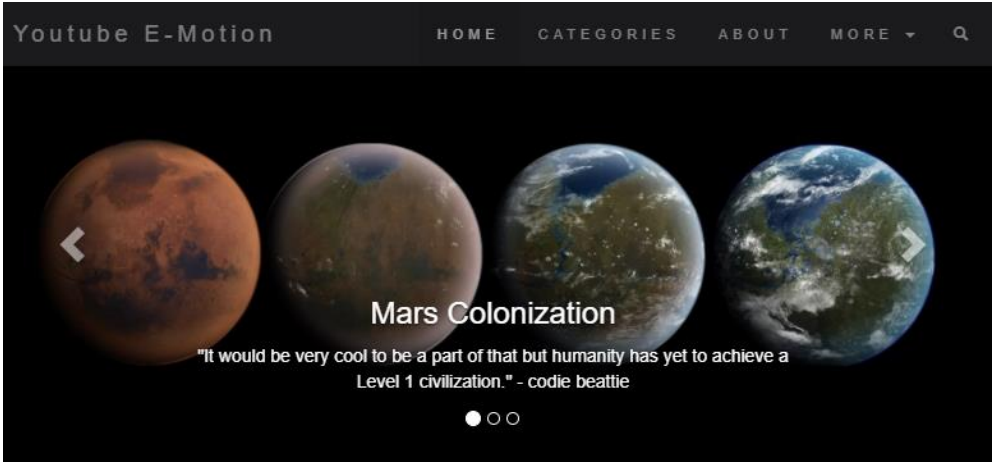 Youtube E-Motion HOME CATEGORIES ABOUT MORE
Mars Colonization
"It would be very cool to be a part of that but humanity has yet to achieve a
Level 1 civilization." - codie beattie